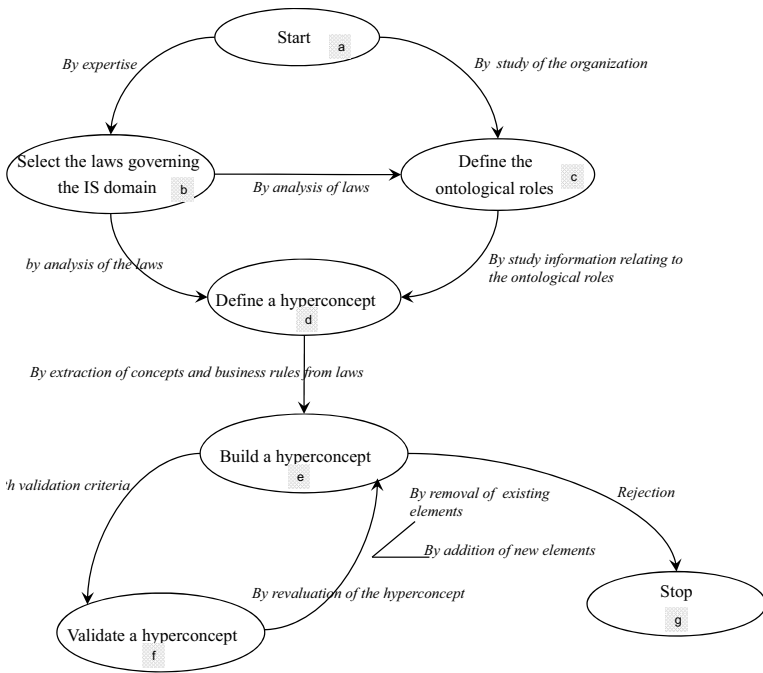 Start
a
By expertise
By study of the organization
Select the laws governing
the IS domain
b
Define the
ontological roles
c
By analysis of laws
by analysis of the laws
By study information relating to
the ontological roles
Define a hyperconcept
d
By extraction of concepts and business rules from laws
Build a hyperconcept
e
validation criteria
By removal of existing
elements
Rejection
By addition of new elements
By revaluation of the hyperconcept
Stop
g
Validate a hyperconcept
f